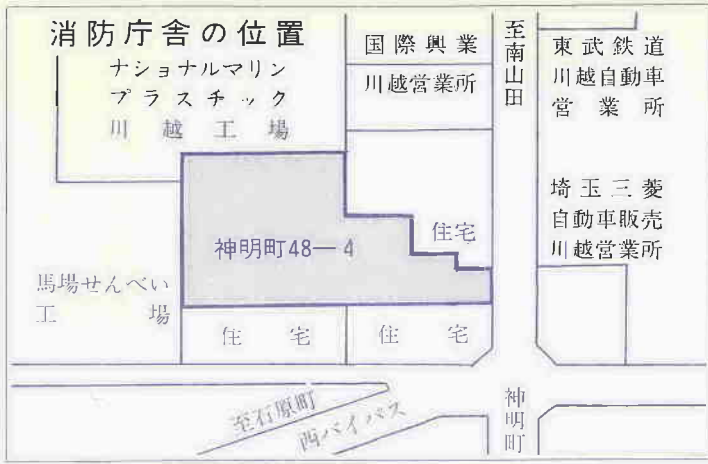 消防庁舎の位置
ナショナルマリン
プラスチック
川越工場
国際興業
川越営業所
至南山田
東武鉄道
川越自動車
営業所
埼玉三菱
自動車販売
川越営業所
住宅
神明町48―4
馬場せんべい
工場
住宅
住宅
至石原町
西バイパス
神明町